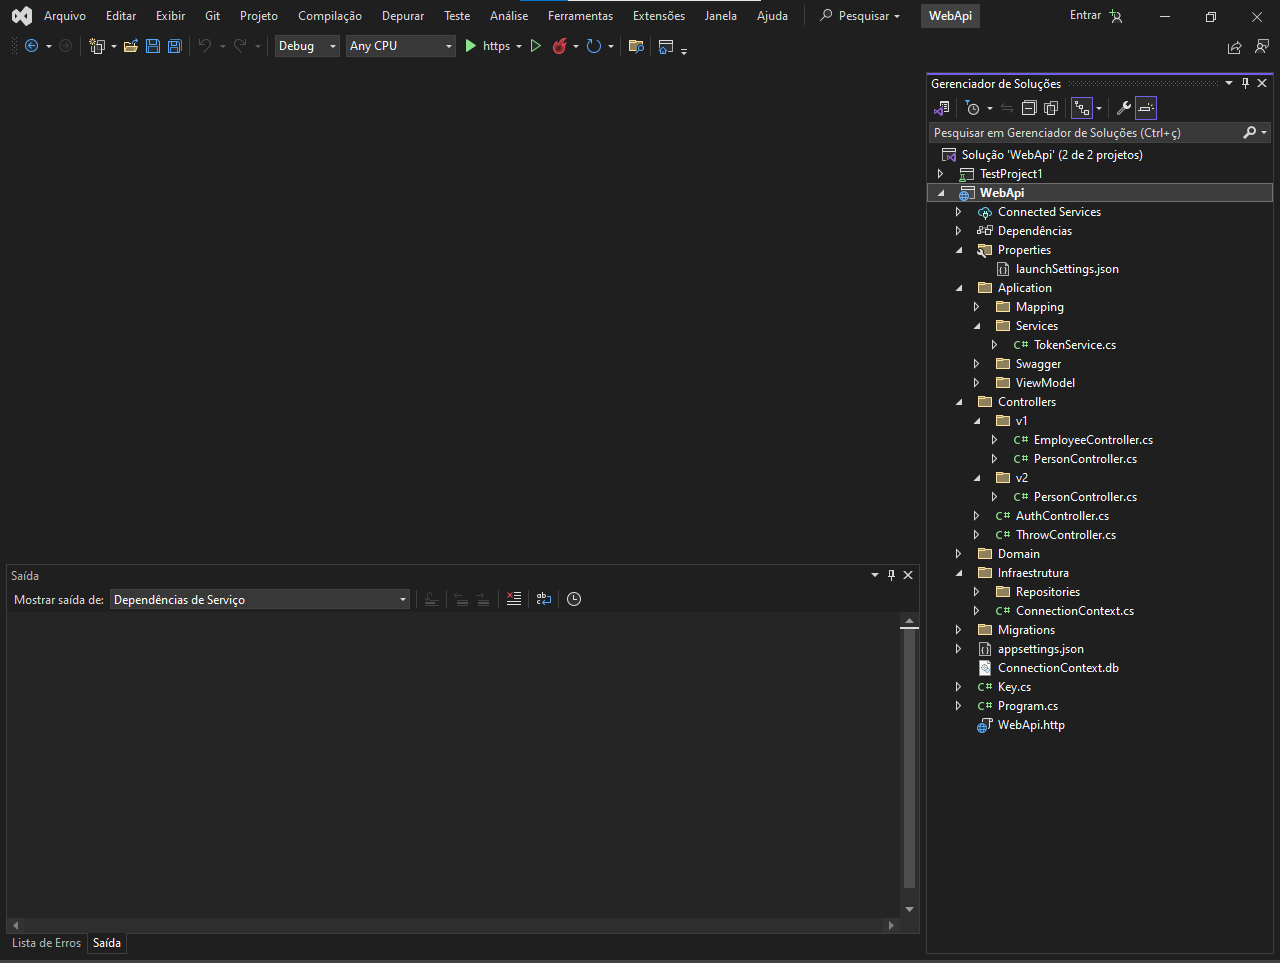 Arquivo Editar Exibir Git Projeto Compilação Depurar Teste Análise Ferramentas Extensões Janela Ajuda Pesquisar WebApi Entrar
Debug Any CPU https
Gerenciador de Soluções
Pesquisar em Gerenciador de Soluções (Ctrl+ç)
Solução 'WebApi' (2 de 2 projetos)
TestProject1
WebApi
Connected Services
Dependências
Properties
launchSettings.json
Aplication
Mapping
Services
C# TokenService.cs
Swagger
ViewModel
Controllers
v1
C# EmployeeController.cs
C# PersonController.cs
v2
C# PersonController.cs
C# AuthController.cs
C# ThrowController.cs
Domain
Infraestrutura
Repositories
C# ConnectionContext.cs
Migrations
appsettings.json
ConnectionContext.db
C# Key.cs
C# Program.cs
WebApi.http
Saída
Mostrar saída de: Dependências de Serviço
Lista de Erros Saída